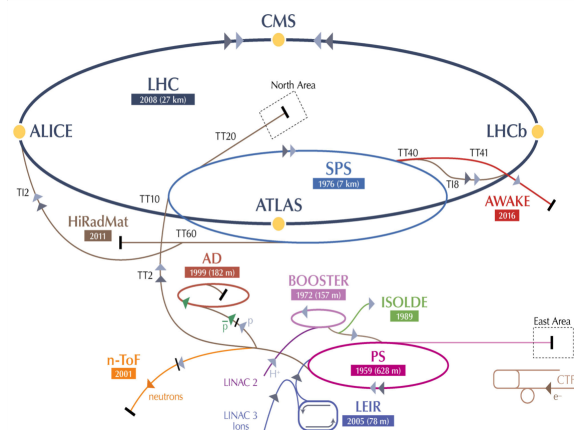 CMS
LHC
2008 (27 km)
North Area
ALICE
LHCb
TT20
TT40
TT41
SPS
1976 (7 km)
TI8
TI2
TT10
ATLAS
AWAKE
2016
HiRadMat
2011
TT60
TT2
AD
1999 (182 m)
BOOSTER
1972 (157 m)
ISOLDE
1989
p
p̅
East Area
n-ToF
2001
PS
1959 (628 m)
H⁺
LINAC 2
neutrons
CTF
e-
LINAC 3
Ions
LEIR
2005 (78 m)